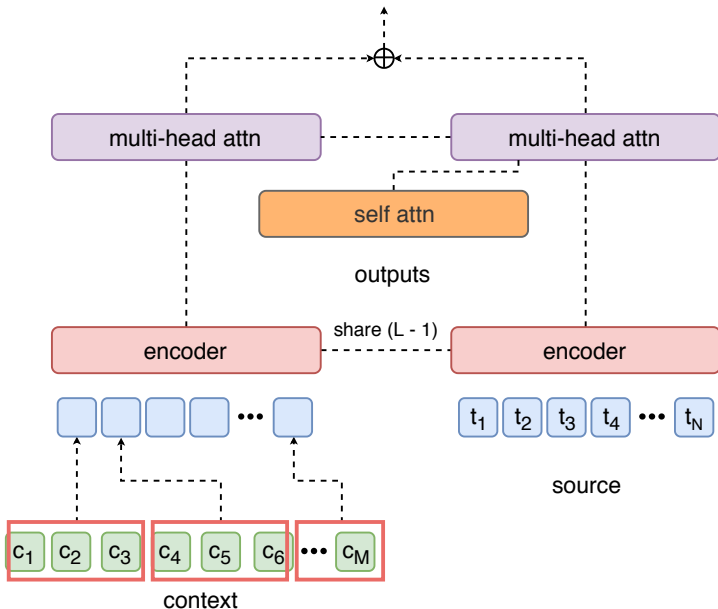 multi-head attn
multi-head attn
self attn
outputs
encoder
share (L - 1)
encoder
•••
t1 t2 t3 t4 ••• tN
source
c1 c2 c3 c4 c5 c6 ••• cM
context